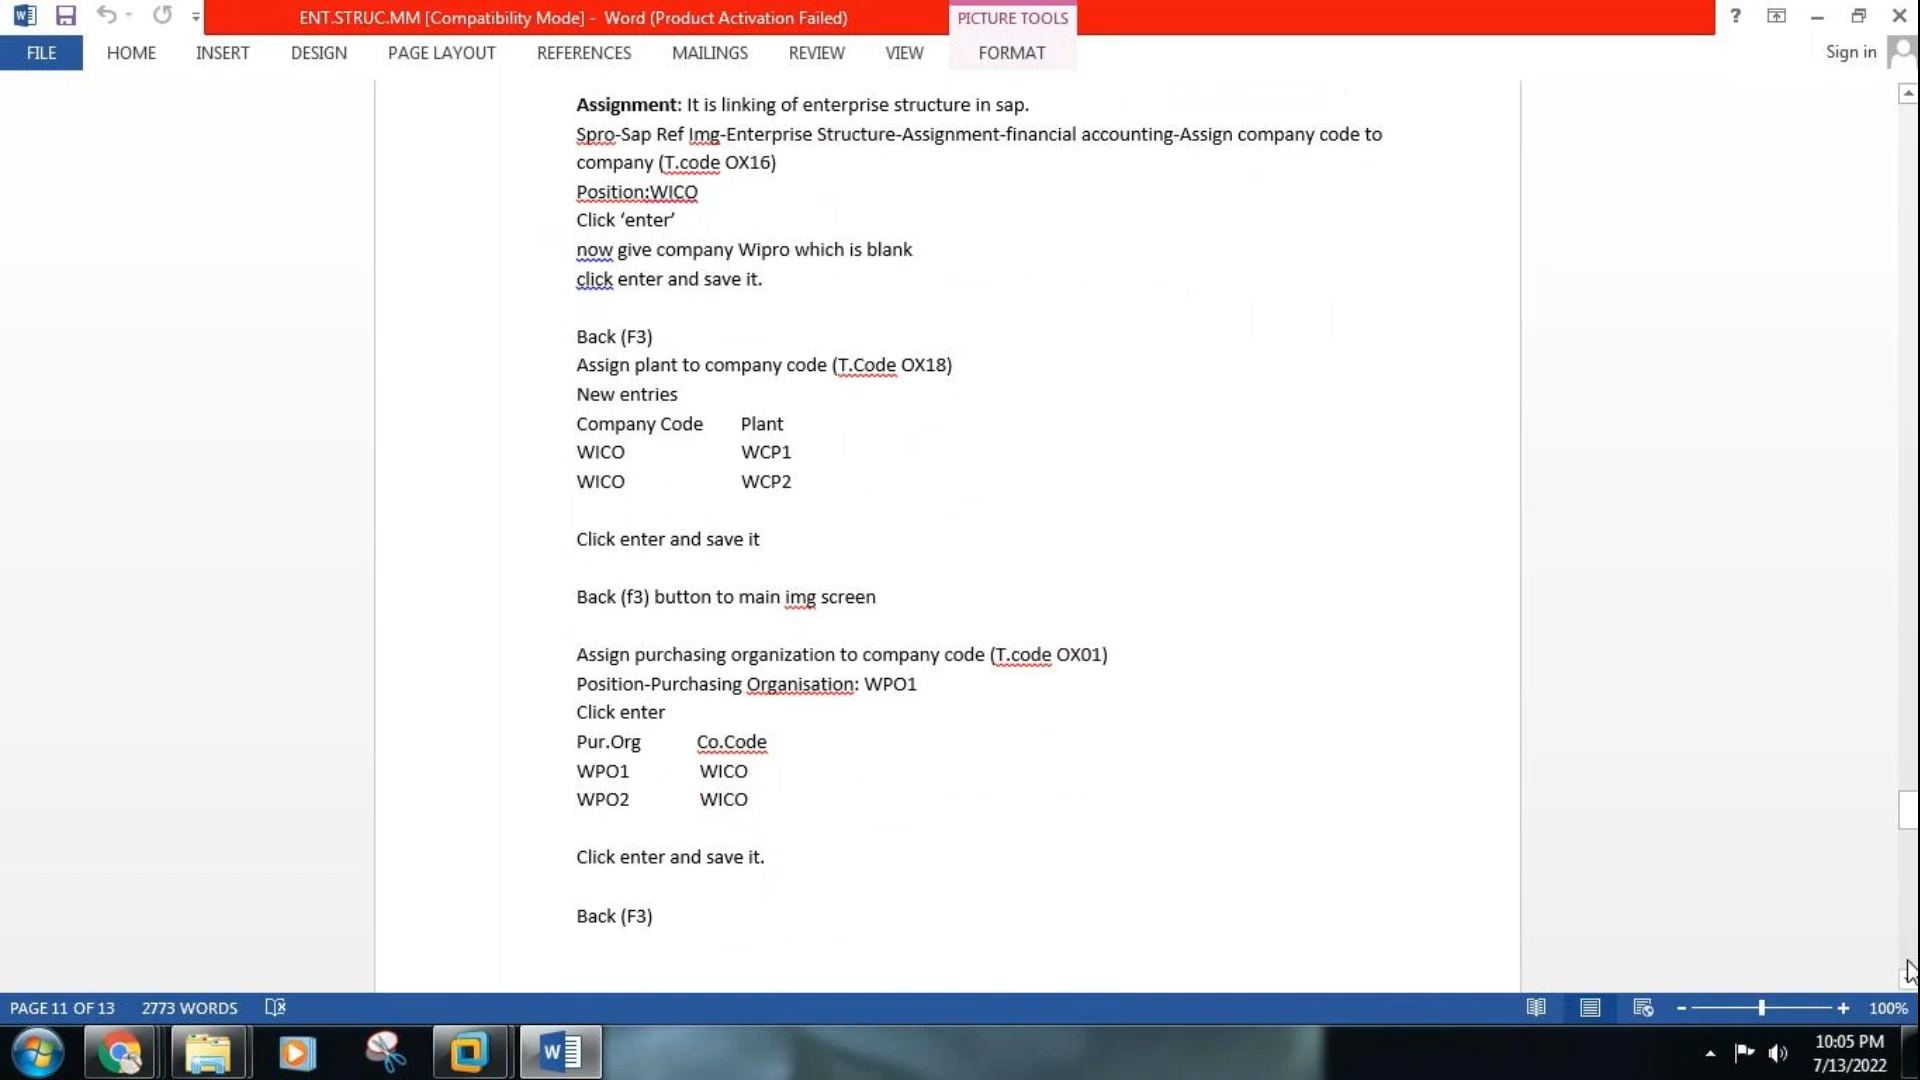 ENT.STRUC.MM [Compatibility Mode] - Word (Product Activation Failed)
PICTURE TOOLS
?
FILE
HOME
INSERT
DESIGN
PAGE LAYOUT
REFERENCES
MAILINGS
REVIEW
VIEW
FORMAT
Sign in
Assignment: It is linking of enterprise structure in sap.
Spro-Sap Ref Img-Enterprise Structure-Assignment-financial accounting-Assign company code to
company (T.code OX16)
Position:WICO
Click ‘enter’
now give company Wipro which is blank
click enter and save it.
Back (F3)
Assign plant to company code (T.Code OX18)
New entries
Company Code Plant
WICO WCP1
WICO WCP2
Click enter and save it
Back (f3) button to main img screen
Assign purchasing organization to company code (T.code OX01)
Position-Purchasing Organisation: WPO1
Click enter
Pur.Org Co.Code
WPO1 WICO
WPO2 WICO
Click enter and save it.
Back (F3)
PAGE 11 OF 13 2773 WORDS
100%
10:05 PM
7/13/2022